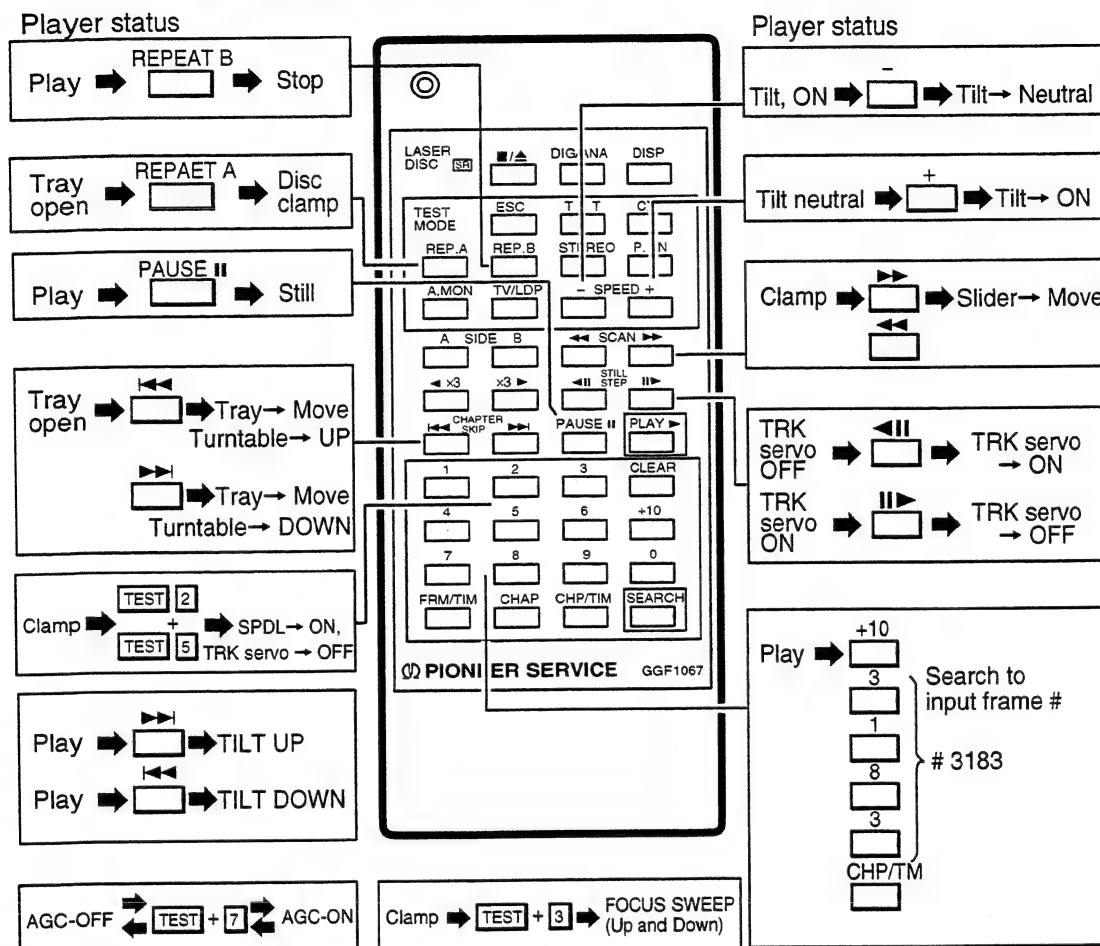 Player status
REPEAT B
Play Stop
REPAET A
Tray open Disc clamp
PAUSE II
Play Still
Tray open
Tray→ Move
Turntable→ UP
Tray→ Move
Turntable→ DOWN
Clamp
TEST 2
+
TEST 5
SPDL→ ON,
TRK servo → OFF
Play TILT UP
Play TILT DOWN
AGC-OFF TEST + 7 AGC-ON
LASER DISC SR
■/▲ DIG/ANA DISP
TEST MODE
ESC
REP.A REP.B STEREO
A.MON TV/LDP − SPEED +
A SIDE B ◀◀ SCAN ▶▶
◀ x3 x3 ▶ ◀II STILL STEP II▶
CHAPTER SKIP PAUSE II PLAY ▶
1 2 3 CLEAR
4 5 6 +10
7 8 9 0
FRM/TIM CHAP CHP/TIM SEARCH
PIONEER SERVICE GGF1067
Clamp TEST + 3 FOCUS SWEEP
(Up and Down)
Player status
−
Tilt, ON Tilt→ Neutral
+
Tilt neutral Tilt→ ON
▶▶
Clamp Slider→ Move
◀◀
TRK servo OFF ◀II TRK servo → ON
TRK servo ON II▶ TRK servo → OFF
Play
+10
3
1
8
3
CHP/TM
Search to
input frame #
# 3183